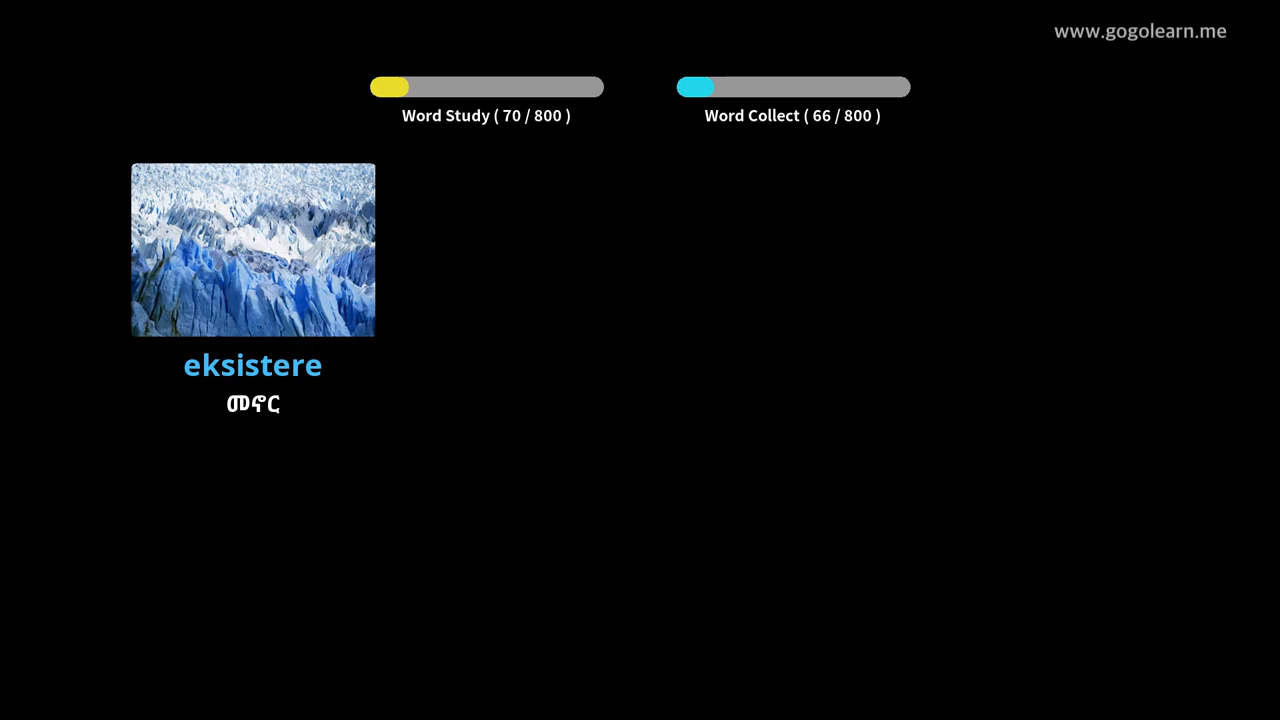 www.gogolearn.me
Word Study ( 70 / 800 )
Word Collect ( 66 / 800 )
eksistere
መኖር